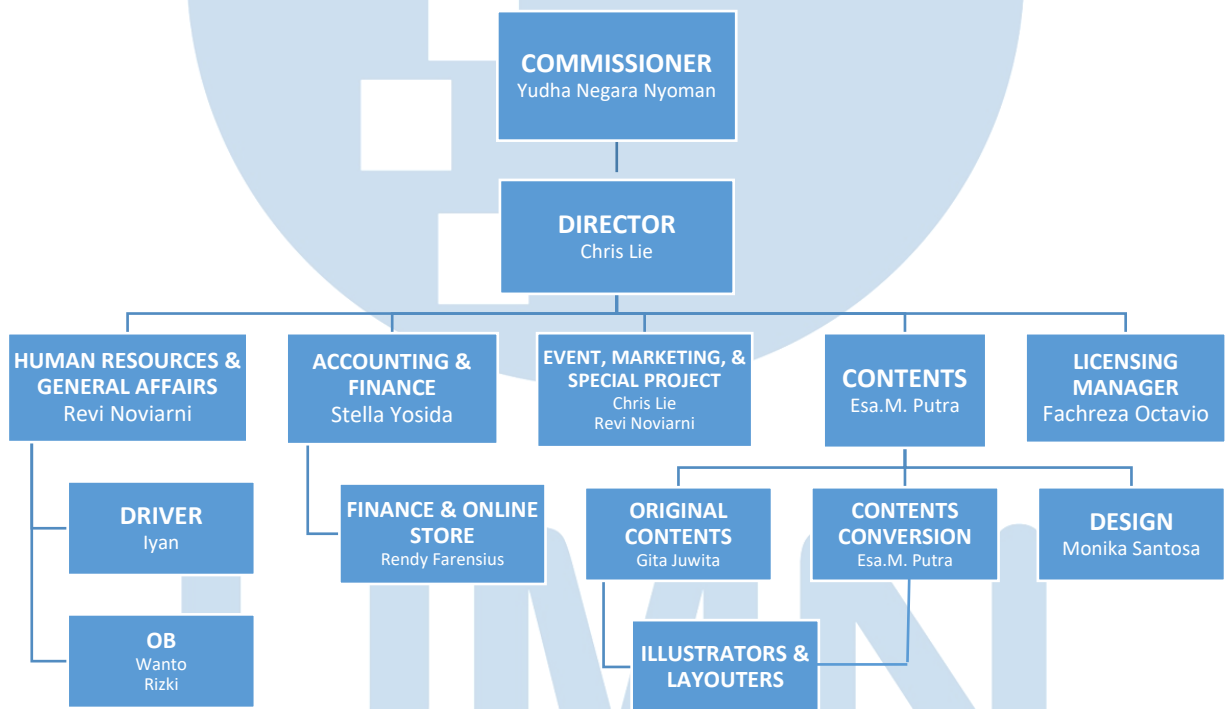 COMMISSIONER
Yudha Negara Nyoman
DIRECTOR
Chris Lie
HUMAN RESOURCES &
GENERAL AFFAIRS
Revi Noviarni
ACCOUNTING &
FINANCE
Stella Yosida
EVENT, MARKETING, &
SPECIAL PROJECT
Chris Lie
Revi Noviarni
CONTENTS
Esa.M. Putra
LICENSING
MANAGER
Fachreza Octavio
DRIVER
Iyan
FINANCE & ONLINE
STORE
Rendy Farensius
ORIGINAL
CONTENTS
Gita Juwita
CONTENTS
CONVERSION
Esa.M. Putra
DESIGN
Monika Santosa
OB
Wanto
Rizki
ILLUSTRATORS &
LAYOUTERS